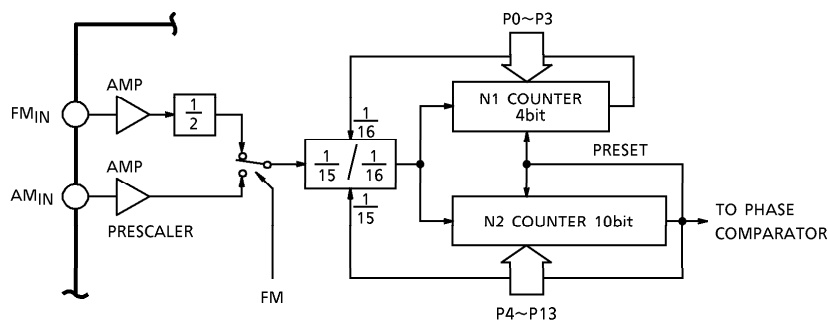 P0~P3
AMP
FMIN
1
2
1
16
N1 COUNTER
4bit
PRESET
AMP
1
15
/
1
16
AMIN
PRESCALER
1
15
N2 COUNTER 10bit
TO PHASE
COMPARATOR
FM
P4~P13